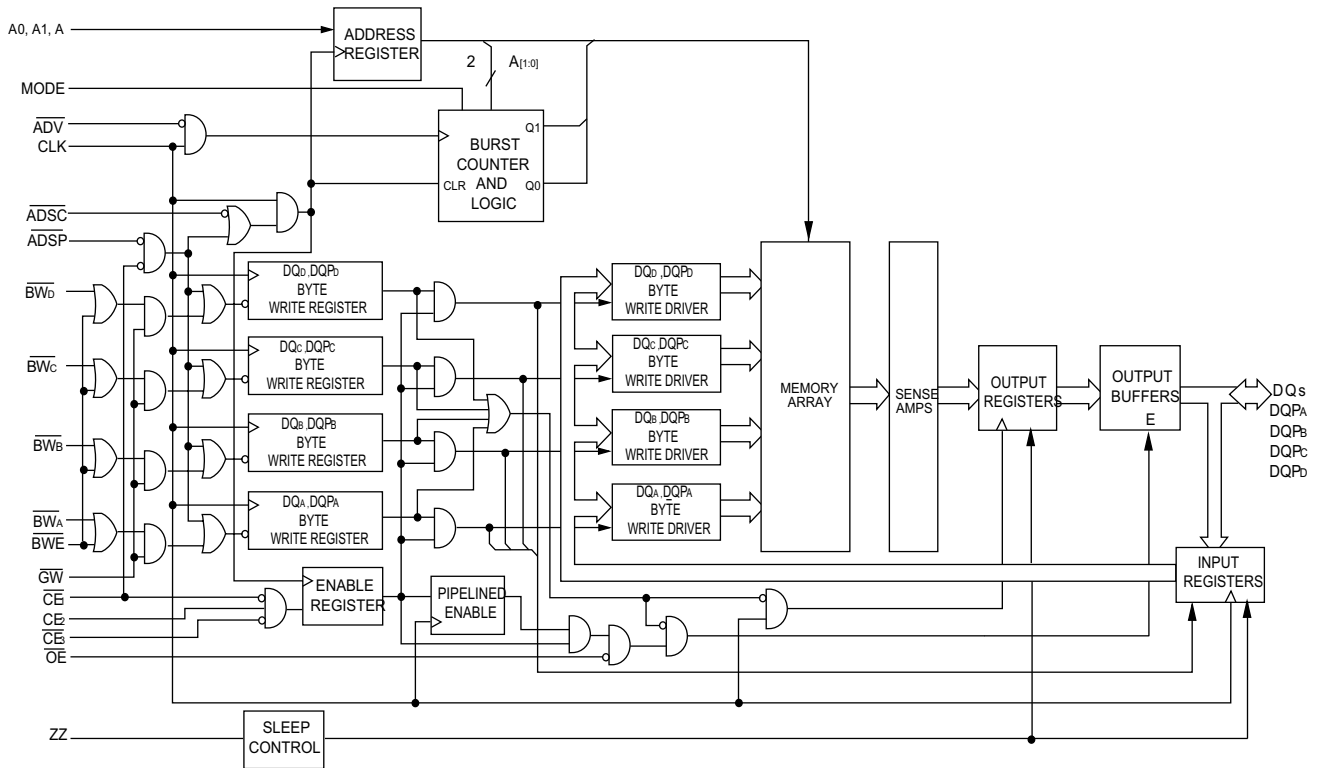 A0, A1, A
ADDRESS
REGISTER
2
A[1:0]
MODE
ADV
CLK
BURST
COUNTER
AND
LOGIC
Q1
CLR
Q0
ADSC
ADSP
DQD,DQPD
BYTE
WRITE REGISTER
DQD,DQPD
BYTE
WRITE DRIVER
BWD
DQC,DQPC
BYTE
WRITE REGISTER
DQC,DQPC
BYTE
WRITE DRIVER
BWC
MEMORY
ARRAY
SENSE
AMPS
OUTPUT
REGISTERS
OUTPUT
BUFFERS
E
DQs
DQPA
DQPB
DQPC
DQPD
DQB,DQPB
BYTE
WRITE REGISTER
DQB,DQPB
BYTE
WRITE DRIVER
BWB
DQA,DQPA
BYTE
WRITE REGISTER
DQA,DQPA
BYTE
WRITE DRIVER
BWA
BWE
GW
CE1
CE2
CE3
OE
ENABLE
REGISTER
PIPELINED
ENABLE
INPUT
REGISTERS
ZZ
SLEEP
CONTROL